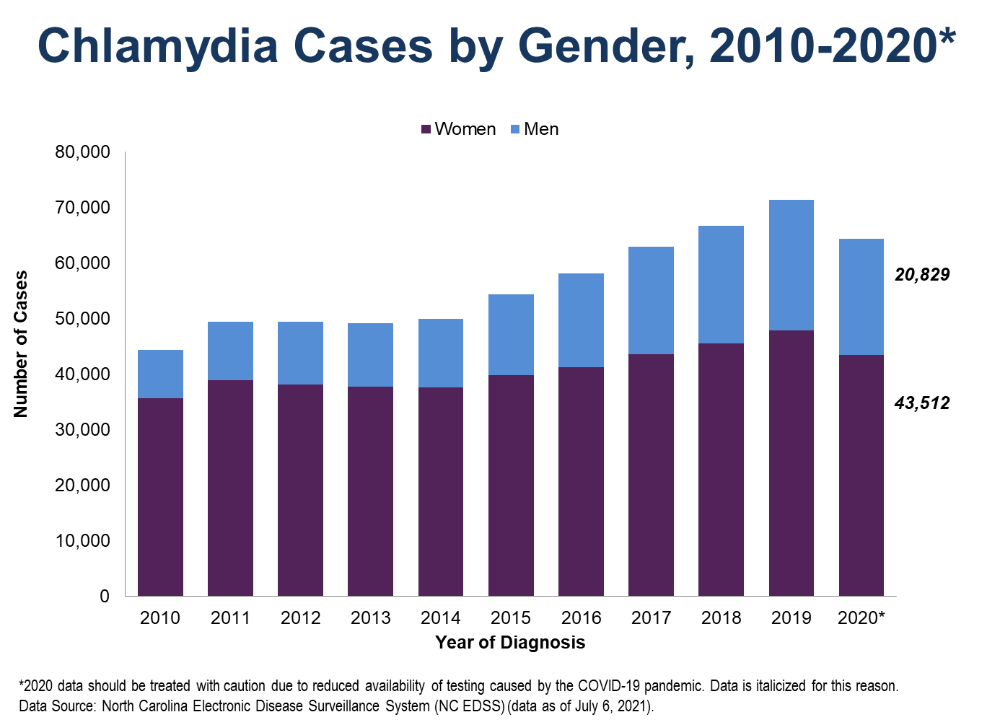 Chlamydia Cases by Gender, 2010-2020*
Women Men
80,000
70,000
60,000
50,000
40,000
30,000
20,000
10,000
0
Number of Cases
20,829
43,512
2010 2011 2012 2013 2014 2015 2016 2017 2018 2019 2020*
Year of Diagnosis
*2020 data should be treated with caution due to reduced availability of testing caused by the COVID-19 pandemic. Data is italicized for this reason.
Data Source: North Carolina Electronic Disease Surveillance System (NC EDSS) (data as of July 6, 2021).